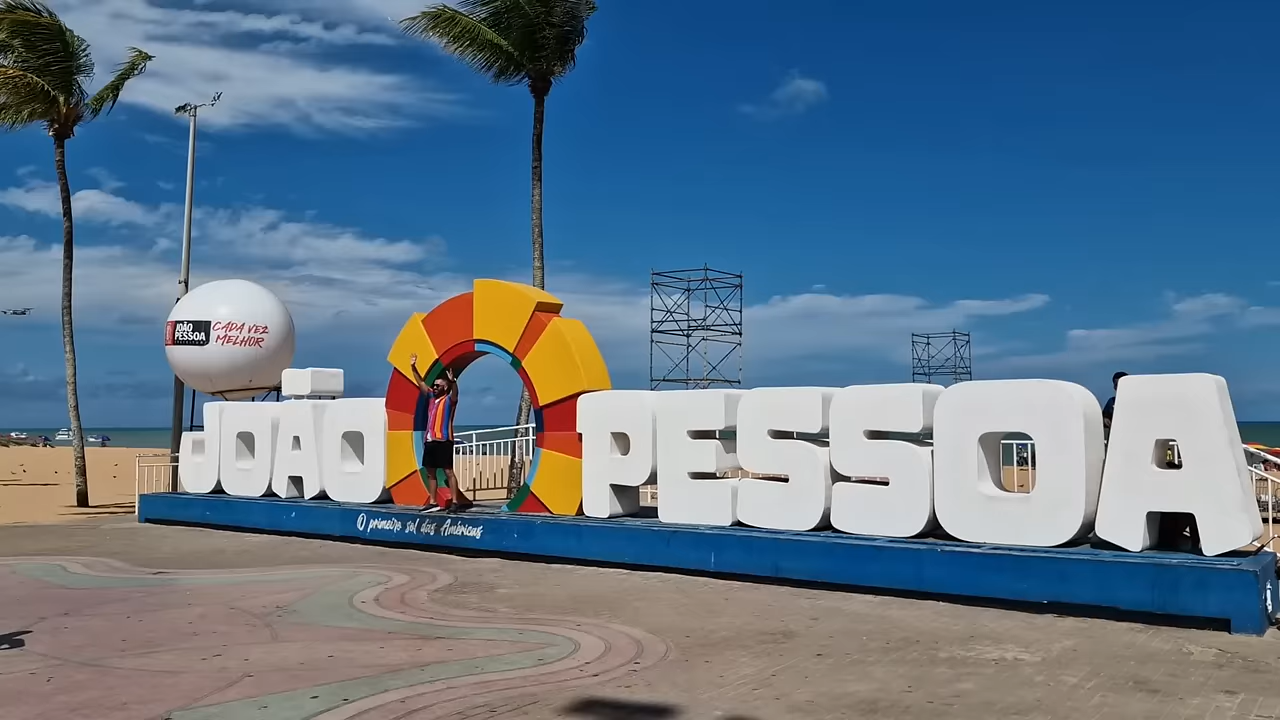 JOÃO
PESSOA
CADA VEZ
MELHOR
JOÃO PESSOA
O primeiro sol das Américas